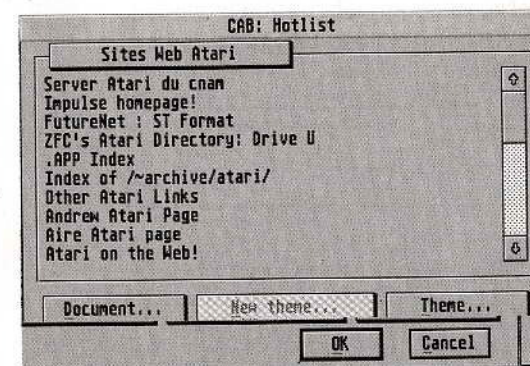 CAB: Hotlist
Sites Web Atari
Server Atari du cnam
Impulse homepage!
FutureNet : ST Format
ZFC's Atari Directory: Drive U
.APP Index
Index of /~archive/atari/
Other Atari Links
Andrew Atari Page
Aire Atari page
Atari on the Web!
Document... New theme... Theme...
OK Cancel